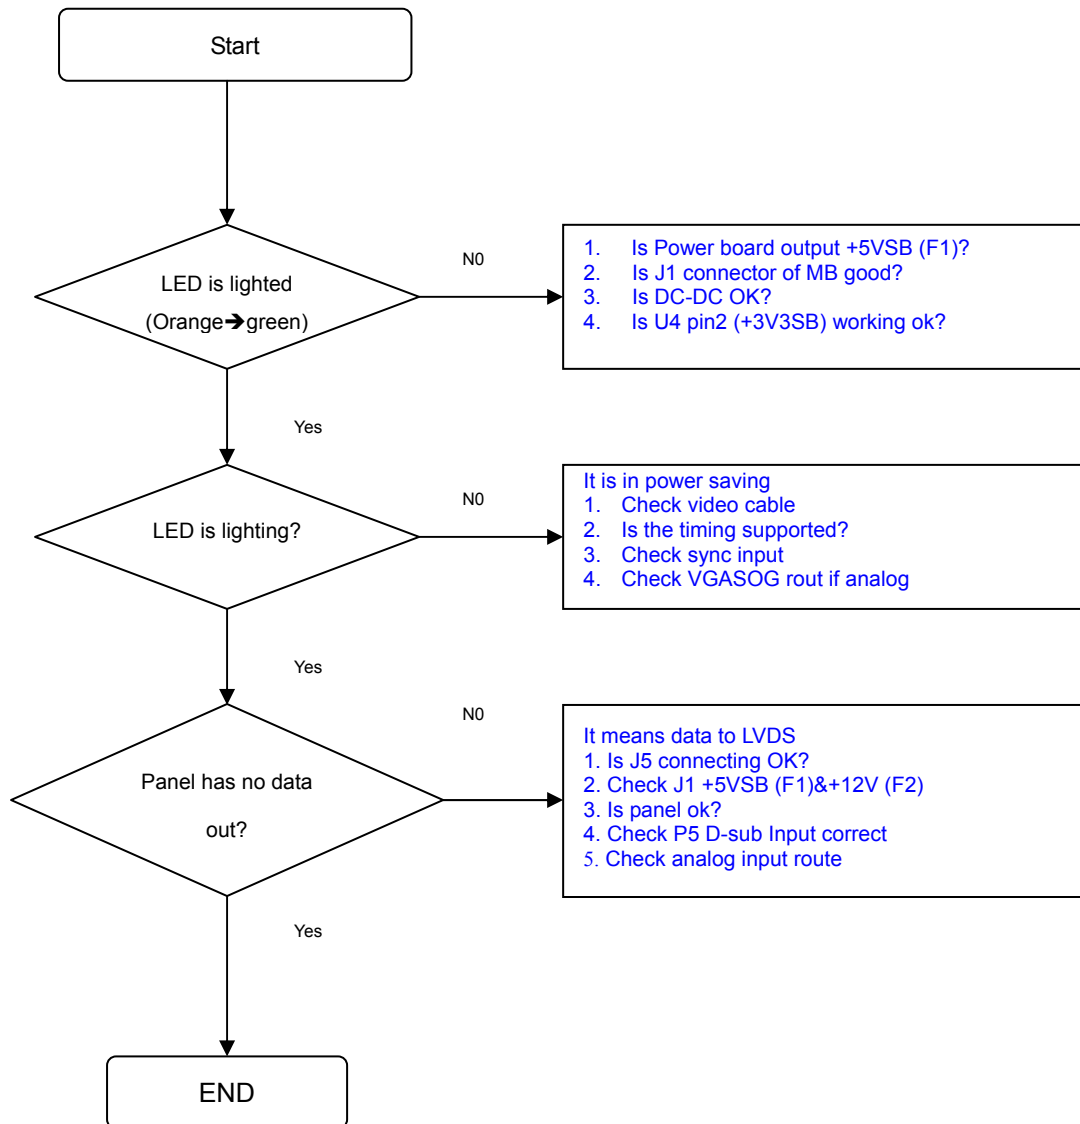 Start
LED is lighted
(Orange➔green)
N0
1. Is Power board output +5VSB (F1)?
2. Is J1 connector of MB good?
3. Is DC-DC OK?
4. Is U4 pin2 (+3V3SB) working ok?
Yes
LED is lighting?
N0
It is in power saving
1. Check video cable
2. Is the timing supported?
3. Check sync input
4. Check VGASOG rout if analog
Yes
Panel has no data
out?
N0
It means data to LVDS
1. Is J5 connecting OK?
2. Check J1 +5VSB (F1)&+12V (F2)
3. Is panel ok?
4. Check P5 D-sub Input correct
5. Check analog input route
Yes
END